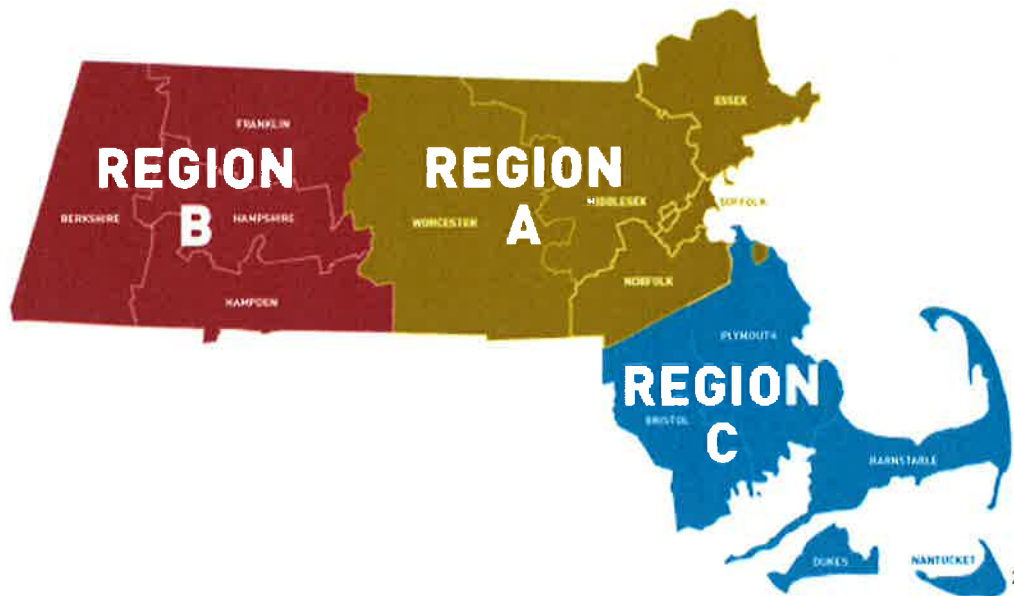 ESSEX
FRANKLIN
REGION
B
REGION
A
BERKSHIRE
HAMPSHIRE
WORCESTER
MIDDLESEX
SUFFOLK
NORFOLK
HAMPDEN
PLYMOUTH
REGION
C
BRISTOL
BARNSTABLE
DUKES
NANTUCKET